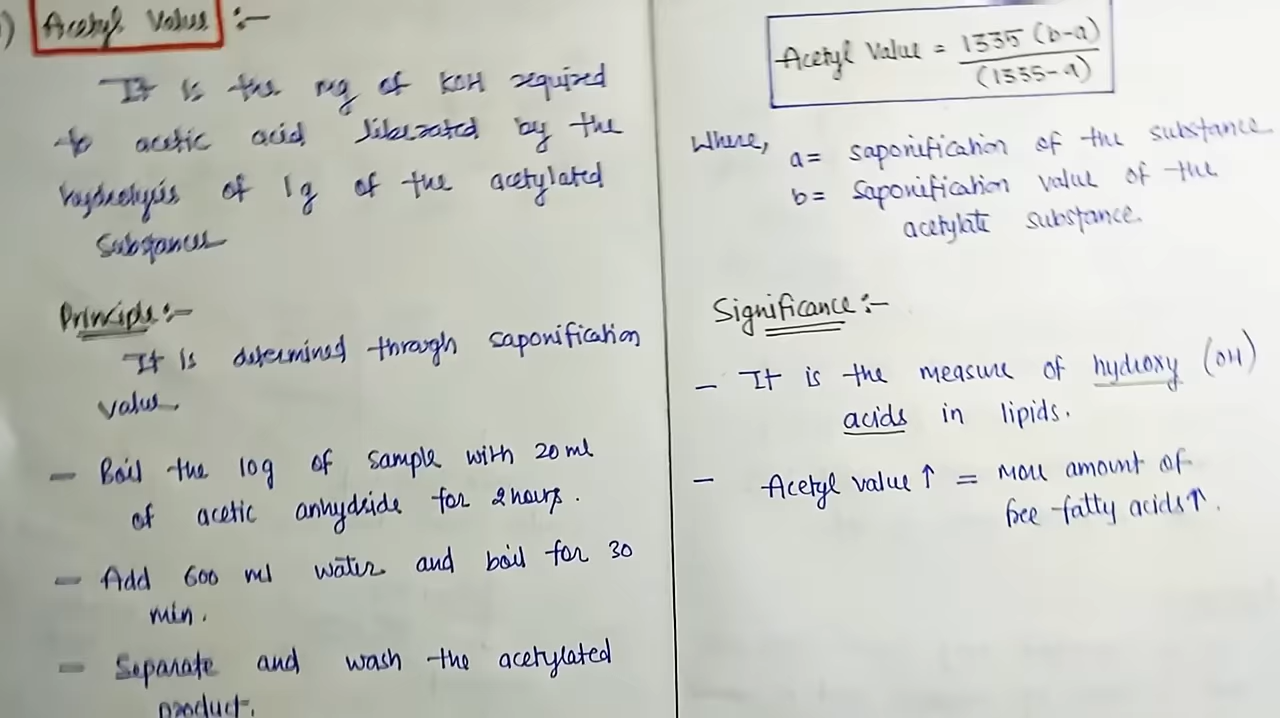 ) Acetyl Value :-
It is the mg of KOH required
to acetic acid liberated by the
hydrolysis of 1g of the acetylated
substances
Principle :-
It is determined through saponification
value.
- Boil the 10g of sample with 20 ml
of acetic anhydride for 2 hours.
- Add 600 ml water and boil for 30
min.
- Separate and wash the acetylated
product.
Acetyl Value = 1335 (b-a)
(1335-a)
Where, a = saponification of the substance
b = Saponification value of the
acetylate substance.
Significance :-
- It is the measure of hydroxy (OH)
acids in lipids.
- Acetyl value ↑ = more amount of
free fatty acids ↑.